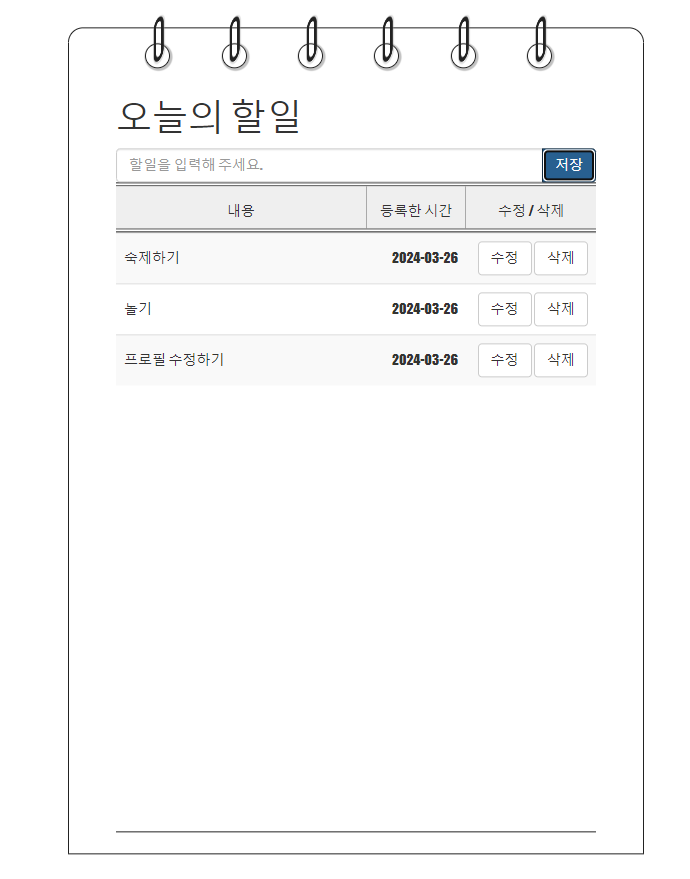 오늘의 할일
할일을 입력해 주세요. 저장
내용 등록한 시간 수정 / 삭제
숙제하기 2024-03-26 수정 삭제
놀기 2024-03-26 수정 삭제
프로필 수정하기 2024-03-26 수정 삭제